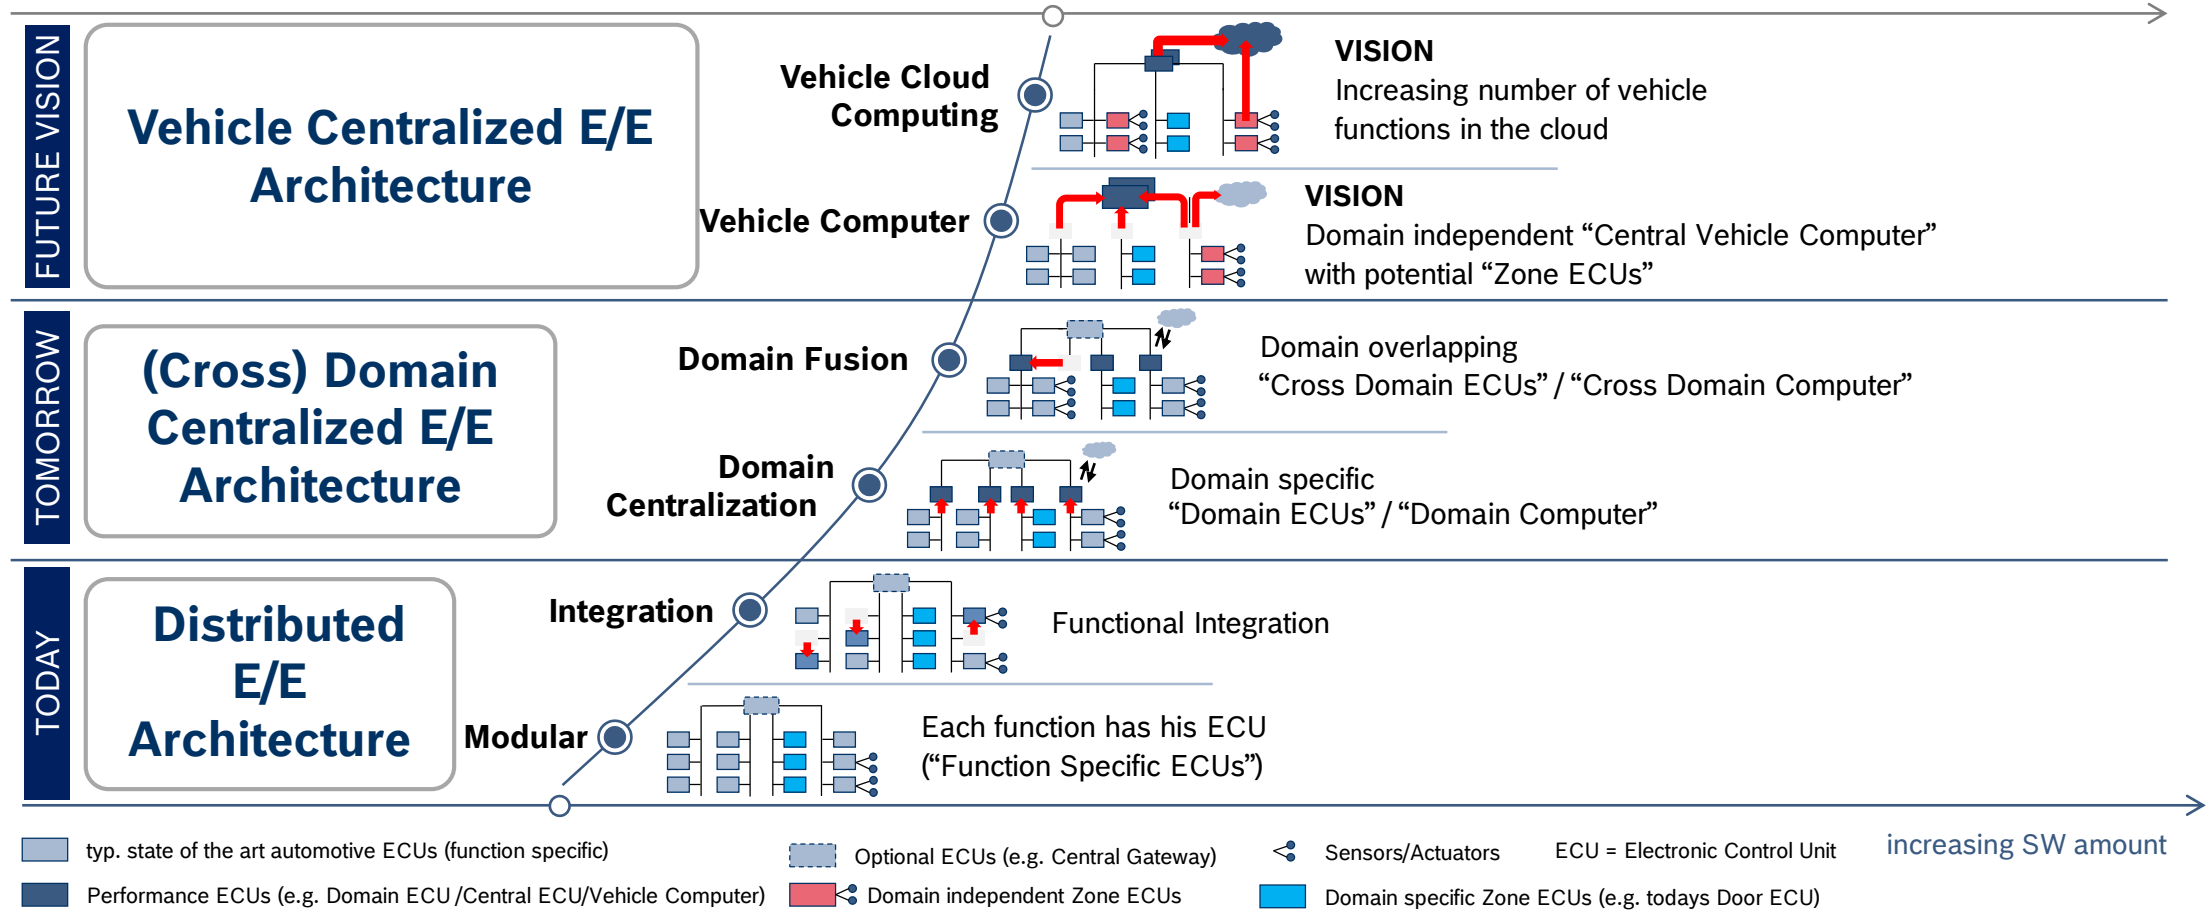 FUTURE VISION
Vehicle Centralized E/E
Architecture
Vehicle Cloud
Computing
VISION
Increasing number of vehicle
functions in the cloud
Vehicle Computer
VISION
Domain independent “Central Vehicle Computer”
with potential “Zone ECUs”
TOMORROW
(Cross) Domain
Centralized E/E
Architecture
Domain Fusion
Domain overlapping
“Cross Domain ECUs” / “Cross Domain Computer”
Domain
Centralization
Domain specific
“Domain ECUs” / “Domain Computer”
TODAY
Distributed
E/E
Architecture
Integration
Functional Integration
Modular
Each function has his ECU
(“Function Specific ECUs”)
typ. state of the art automotive ECUs (function specific)
Optional ECUs (e.g. Central Gateway)
Sensors/Actuators
ECU = Electronic Control Unit
increasing SW amount
Performance ECUs (e.g. Domain ECU/Central ECU/Vehicle Computer)
Domain independent Zone ECUs
Domain specific Zone ECUs (e.g. todays Door ECU)